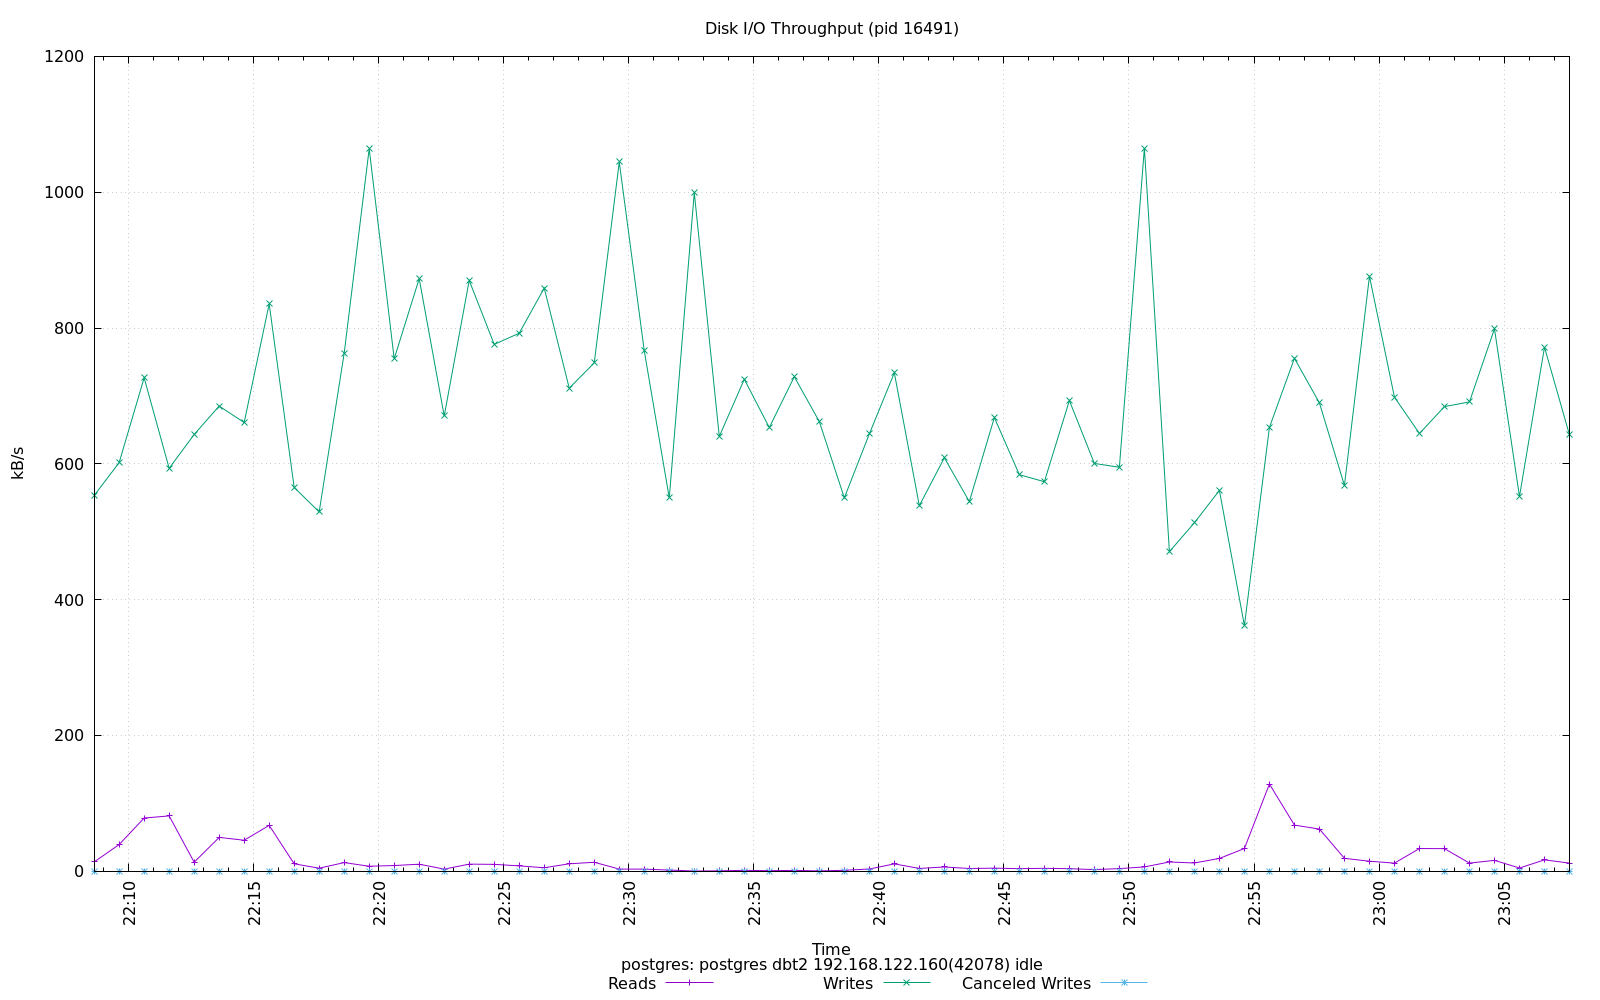 Disk I/O Throughput (pid 16491)
1200
1000
800
600
400
200
0
kB/s
22:10 22:15 22:20 22:25 22:30 22:35 22:40 22:45 22:50 22:55 23:00 23:05
Time
postgres: postgres dbt2 192.168.122.160(42078) idle
Reads Writes Canceled Writes